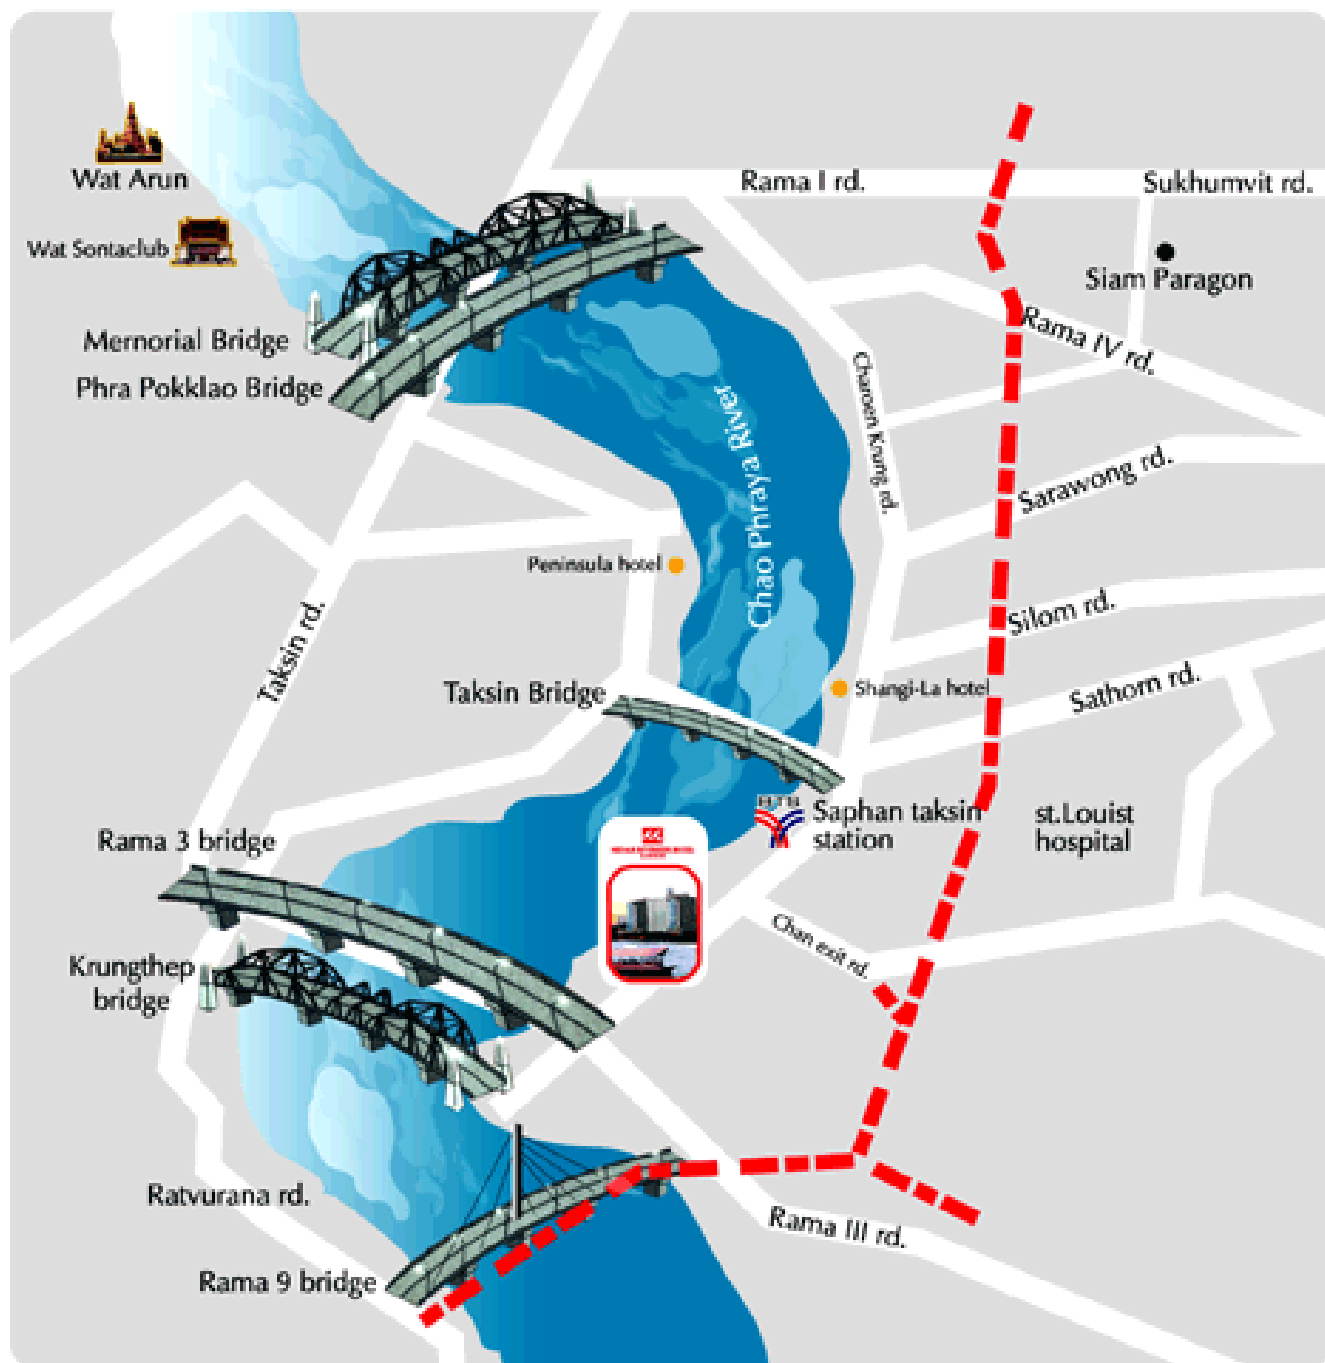 Rama I rd.
Sukhumvit rd.
Wat Arun
Wat Sontaclub
Siam Paragon
Mernorial Bridge
Rama IV rd.
Phra Pokklao Bridge
Charoen Krung rd.
Chao Phraya River
Sarawong rd.
Peninsula hotel
Silom rd.
Taksin rd.
Taksin Bridge
Shangi-La hotel
Sathorn rd.
BTS
Saphan taksin
station
st.Louist
hospital
Rama 3 bridge
Chan exit rd.
Krungthep
bridge
Ratvurana rd.
Rama III rd.
Rama 9 bridge